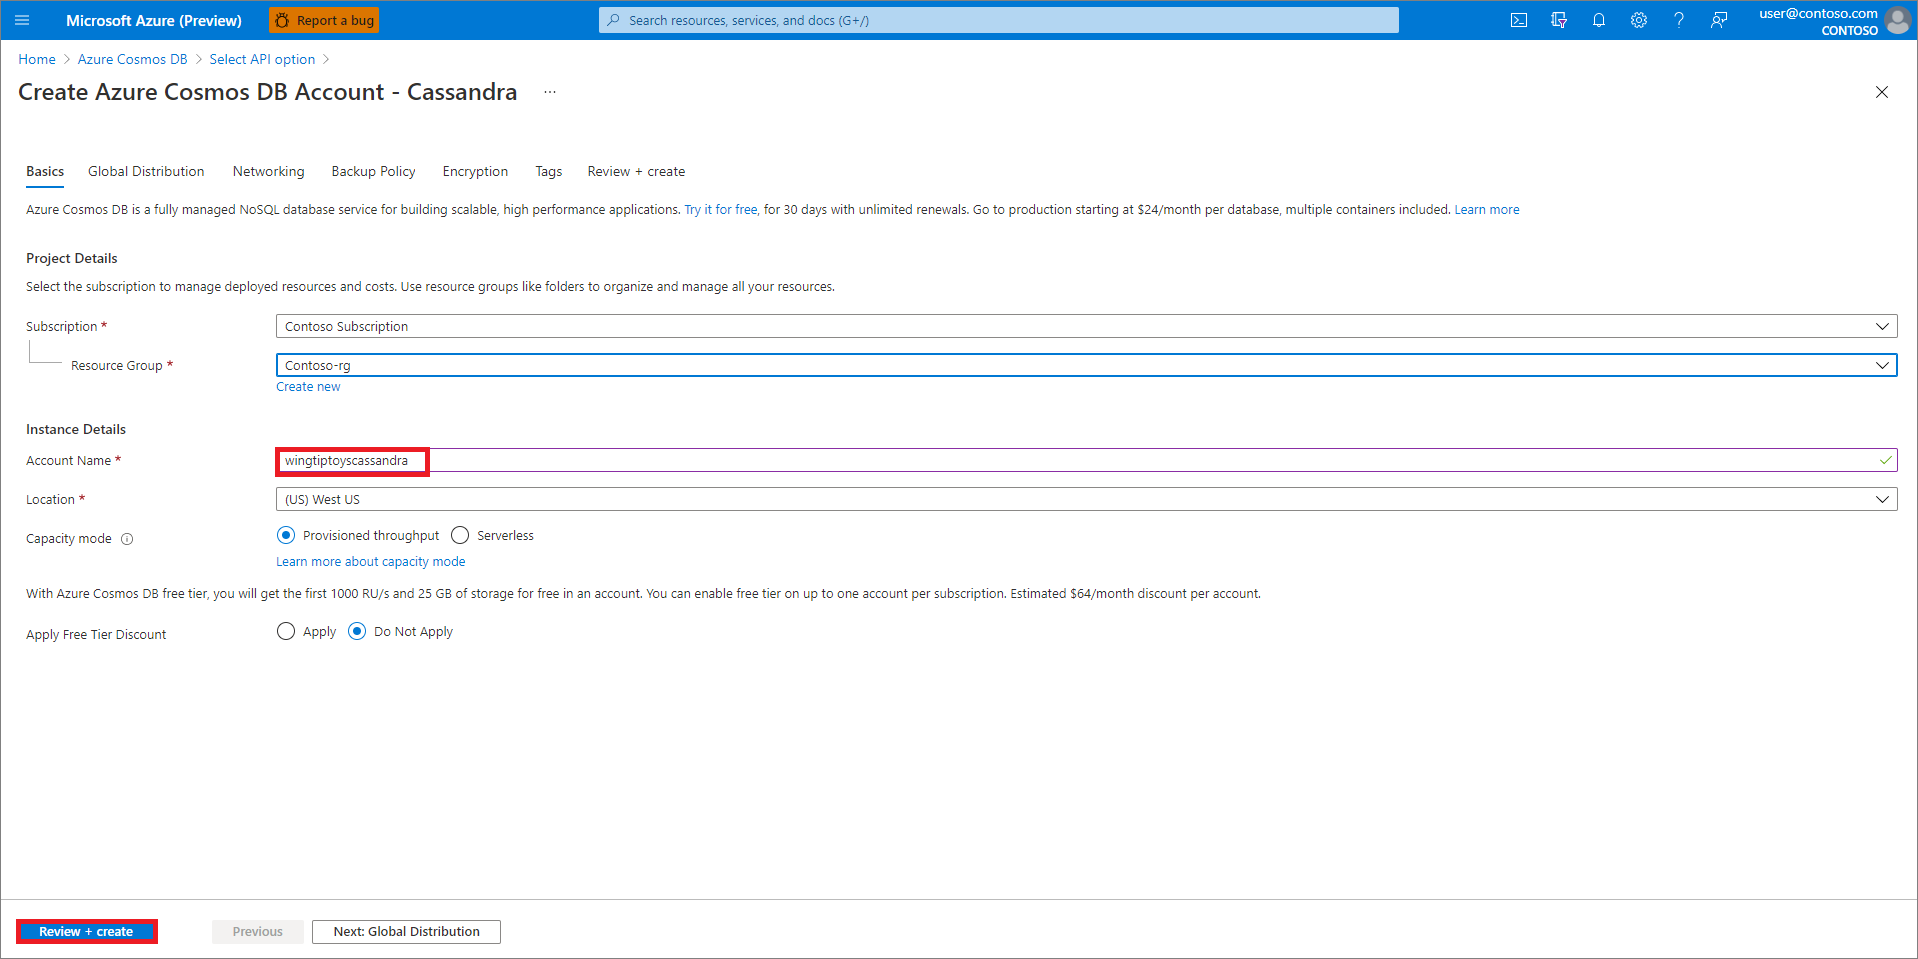 Microsoft Azure (Preview) Report a bug Search resources, services, and docs (G+/) user@contoso.com
CONTOSO
Home > Azure Cosmos DB > Select API option >
Create Azure Cosmos DB Account - Cassandra ...
Basics Global Distribution Networking Backup Policy Encryption Tags Review + create
Azure Cosmos DB is a fully managed NoSQL database service for building scalable, high performance applications. Try it for free, for 30 days with unlimited renewals. Go to production starting at $24/month per database, multiple containers included. Learn more
Project Details
Select the subscription to manage deployed resources and costs. Use resource groups like folders to organize and manage all your resources.
Subscription * Contoso Subscription
Resource Group * Contoso-rg
Create new
Instance Details
Account Name * wingtiptoyscassandra
Location * (US) West US
Capacity mode Provisioned throughput Serverless
Learn more about capacity mode
With Azure Cosmos DB free tier, you will get the first 1000 RU/s and 25 GB of storage for free in an account. You can enable free tier on up to one account per subscription. Estimated $64/month discount per account.
Apply Free Tier Discount Apply Do Not Apply
Review + create Previous Next: Global Distribution